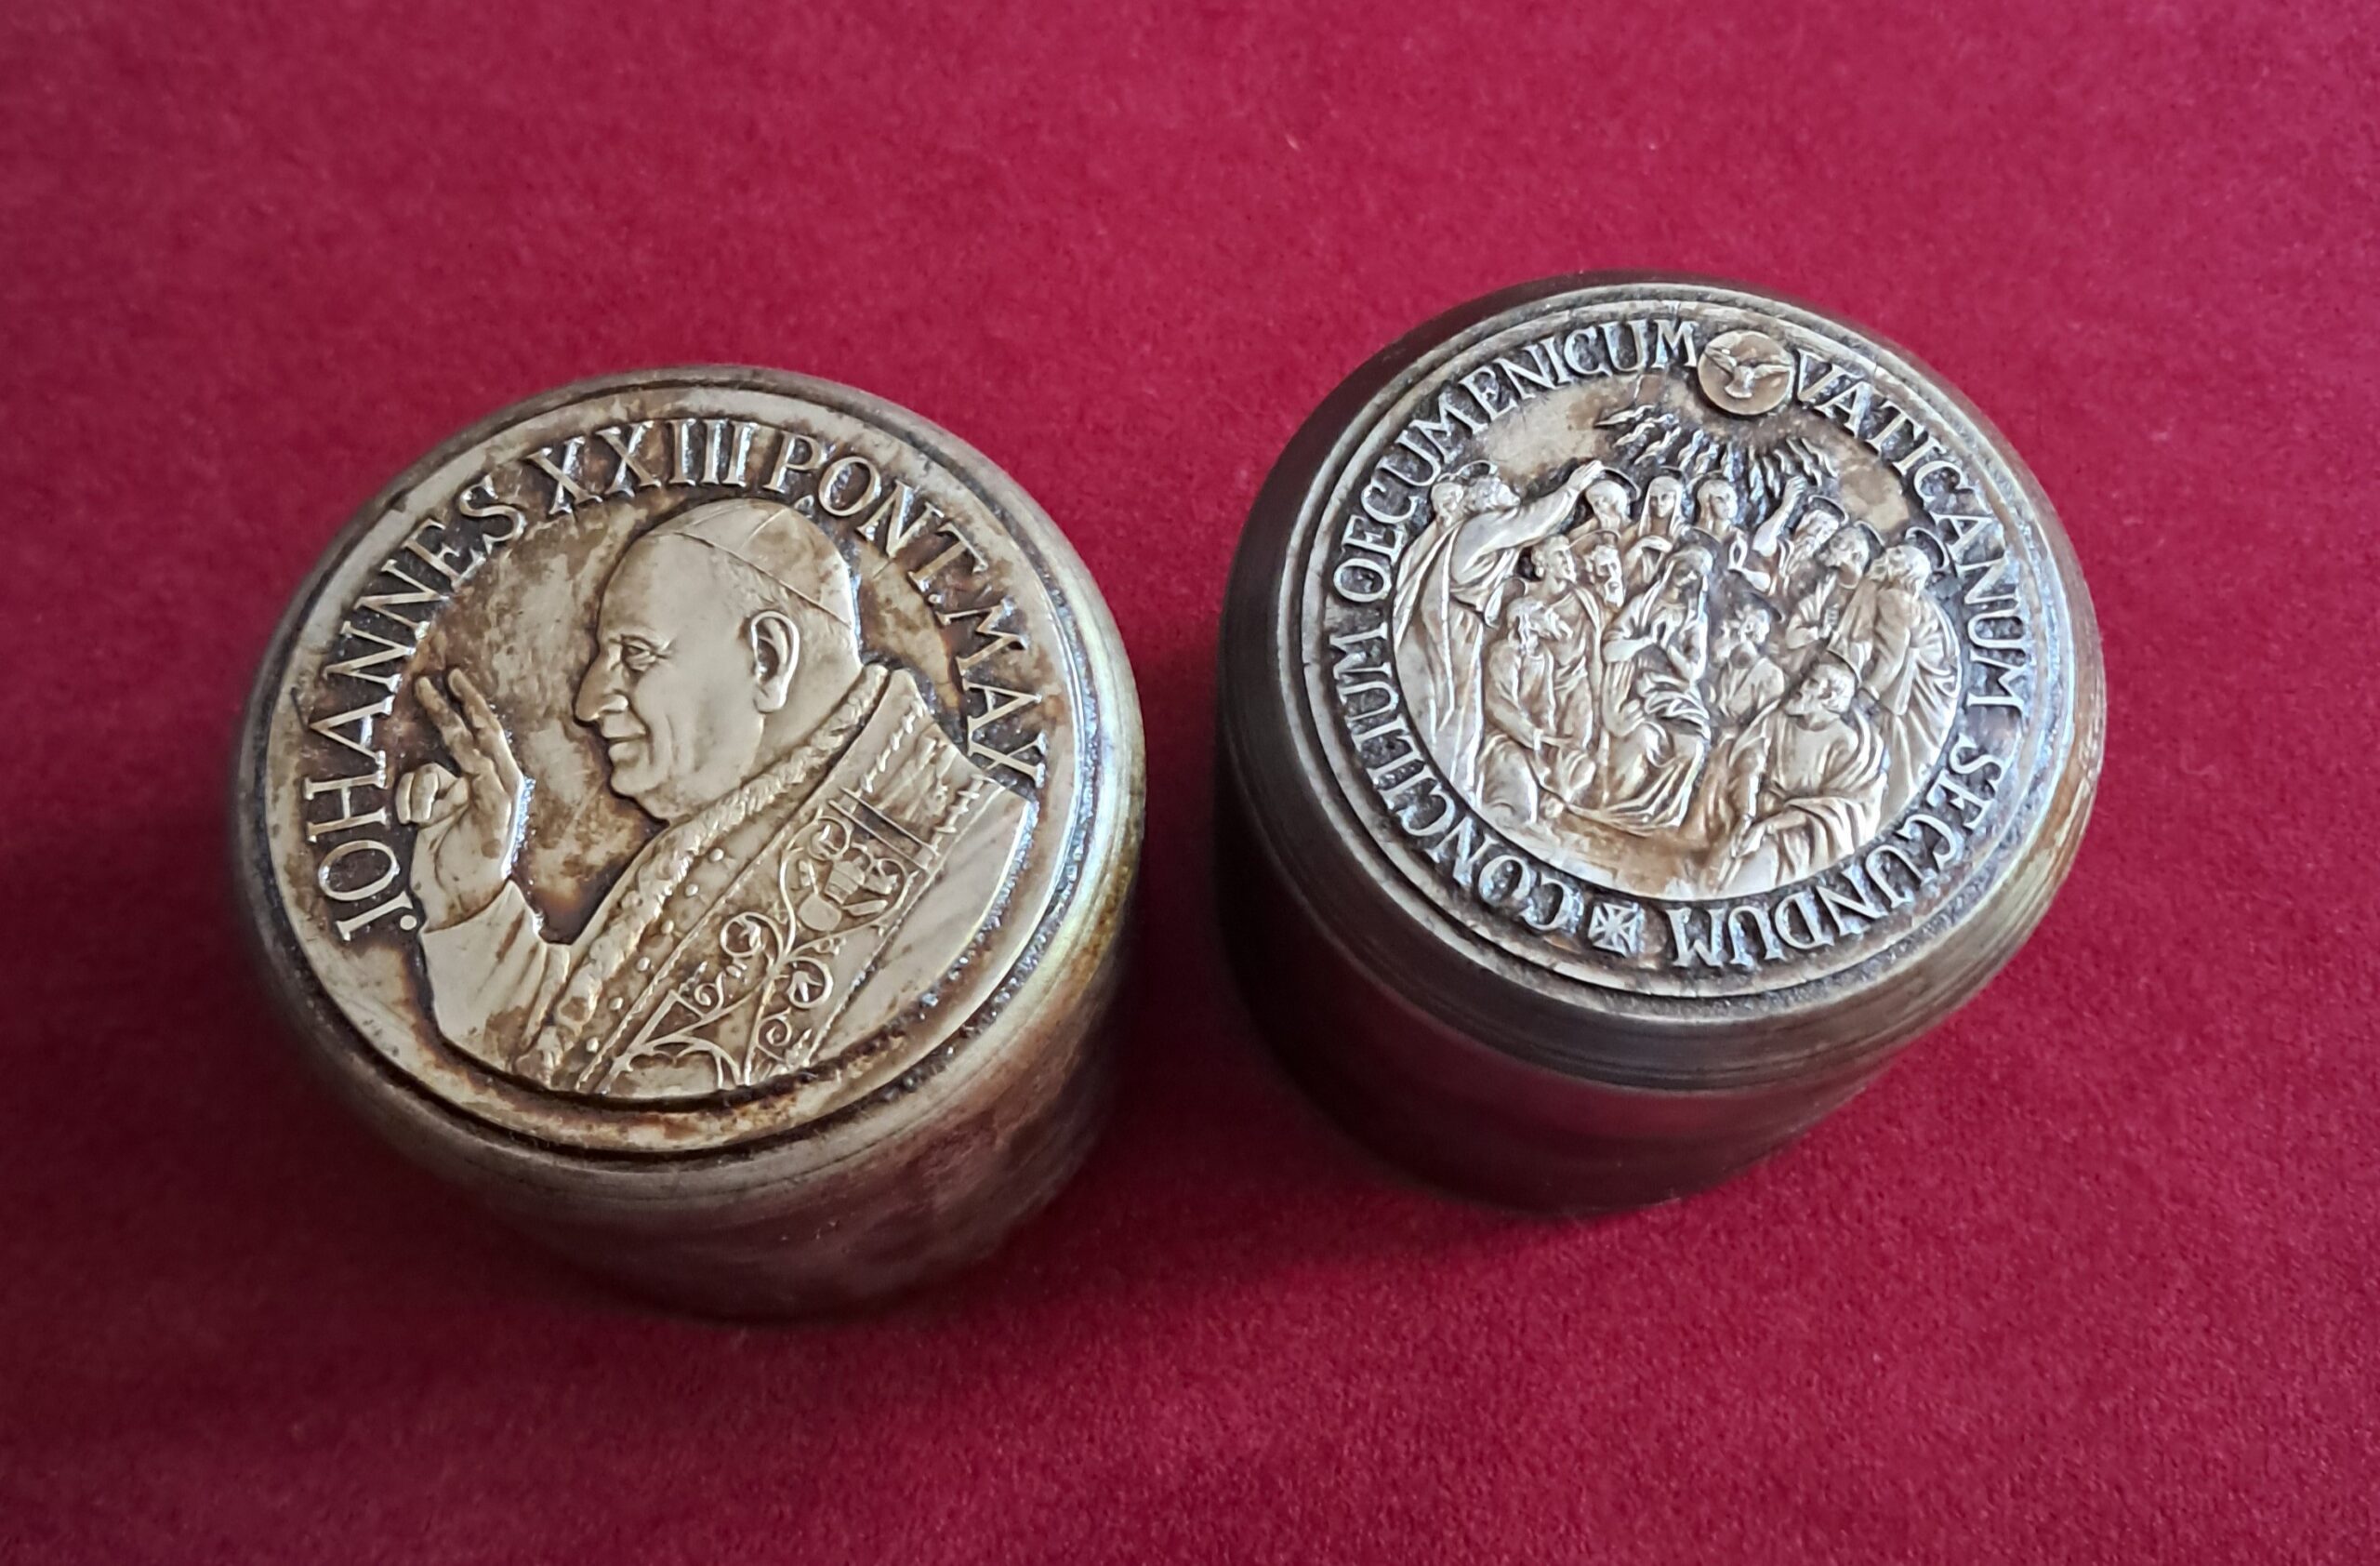 JOHANNES XXIII PONT. MAX
CONCILIUM OECUMENICUM VATICANUM SECUNDUM